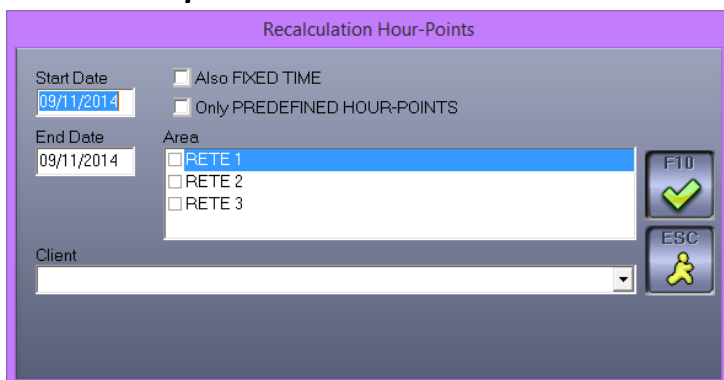 Recalculation Hour-Points
Start Date
Also FIXED TIME
09/11/2014
Only PREDEFINED HOUR-POINTS
End Date
Area
09/11/2014
RETE 1
RETE 2
RETE 3
F10
ESC
Client